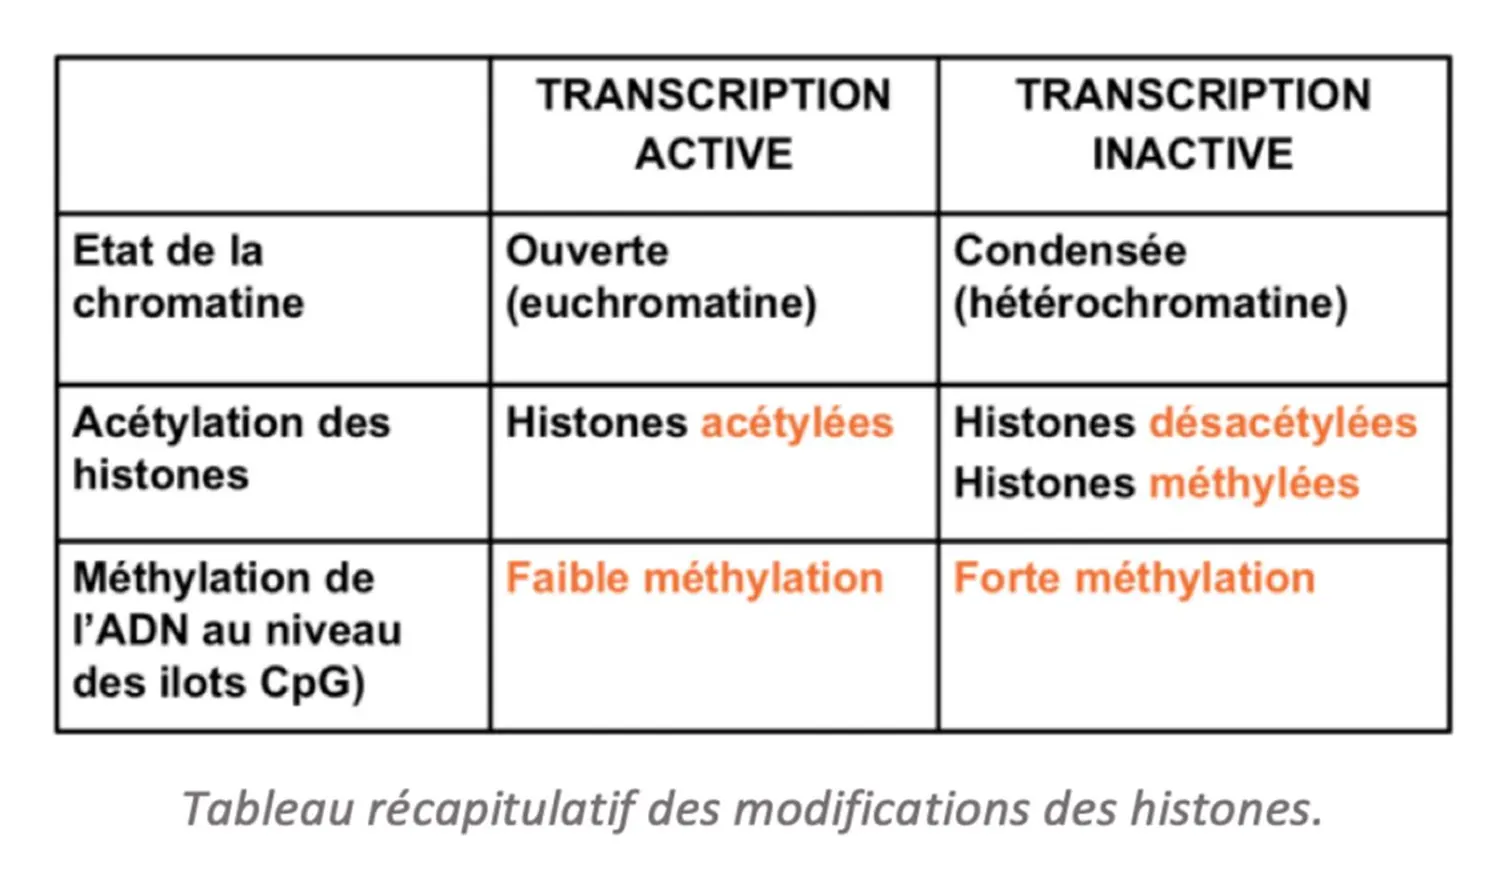 TRANSCRIPTION
ACTIVE
TRANSCRIPTION
INACTIVE
Etat de la
chromatine
Ouverte
(euchromatine)
Condensée
(hétérochromatine)
Acétylation des
histones
Histones acétylées
Histones désacétylées
Histones méthylées
Méthylation de
l’ADN au niveau
des ilots CpG)
Faible méthylation
Forte méthylation
Tableau récapitulatif des modifications des histones.